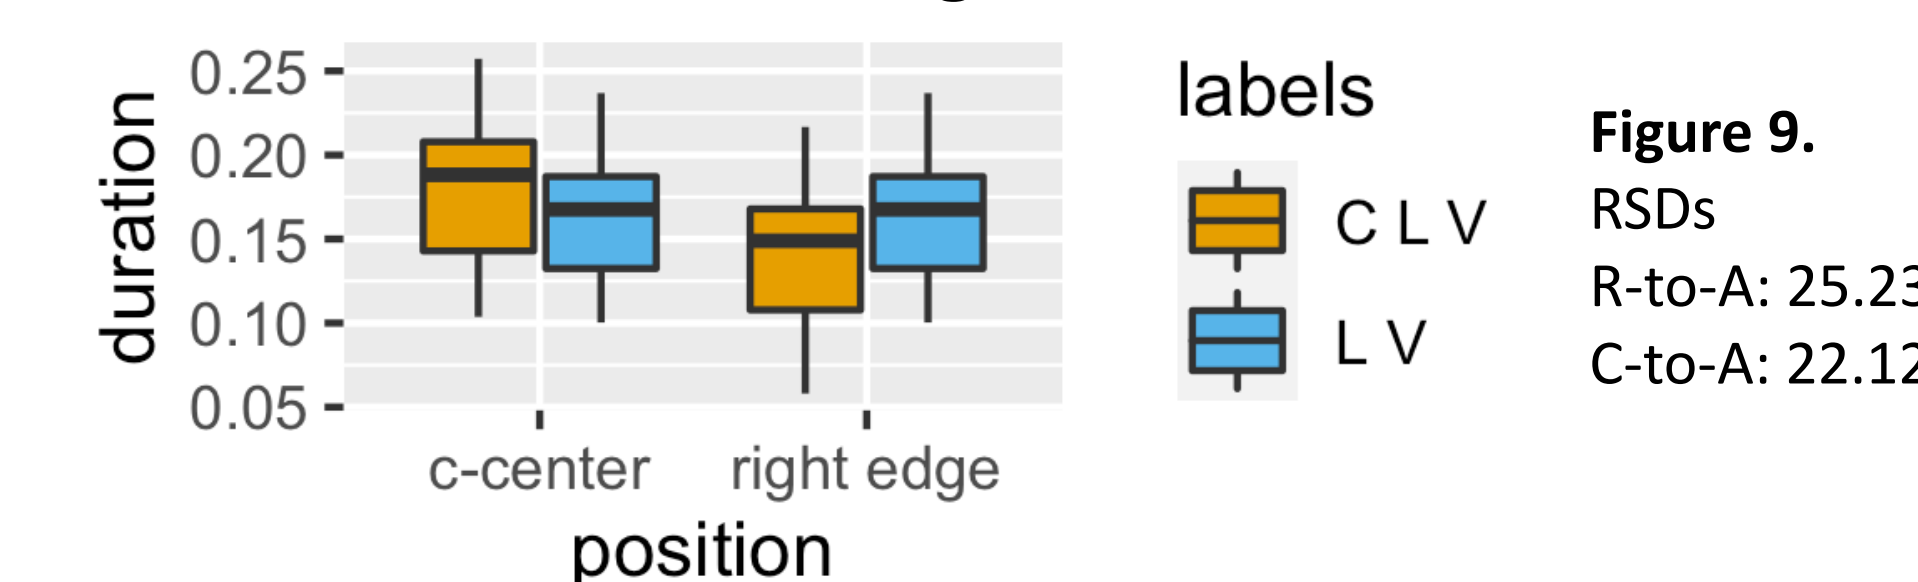 duration
0.25
0.20
0.15
0.10
0.05
c-center right edge
position
labels
C L V
L V
Figure 9.
RSDs
R-to-A: 25.23
C-to-A: 22.12